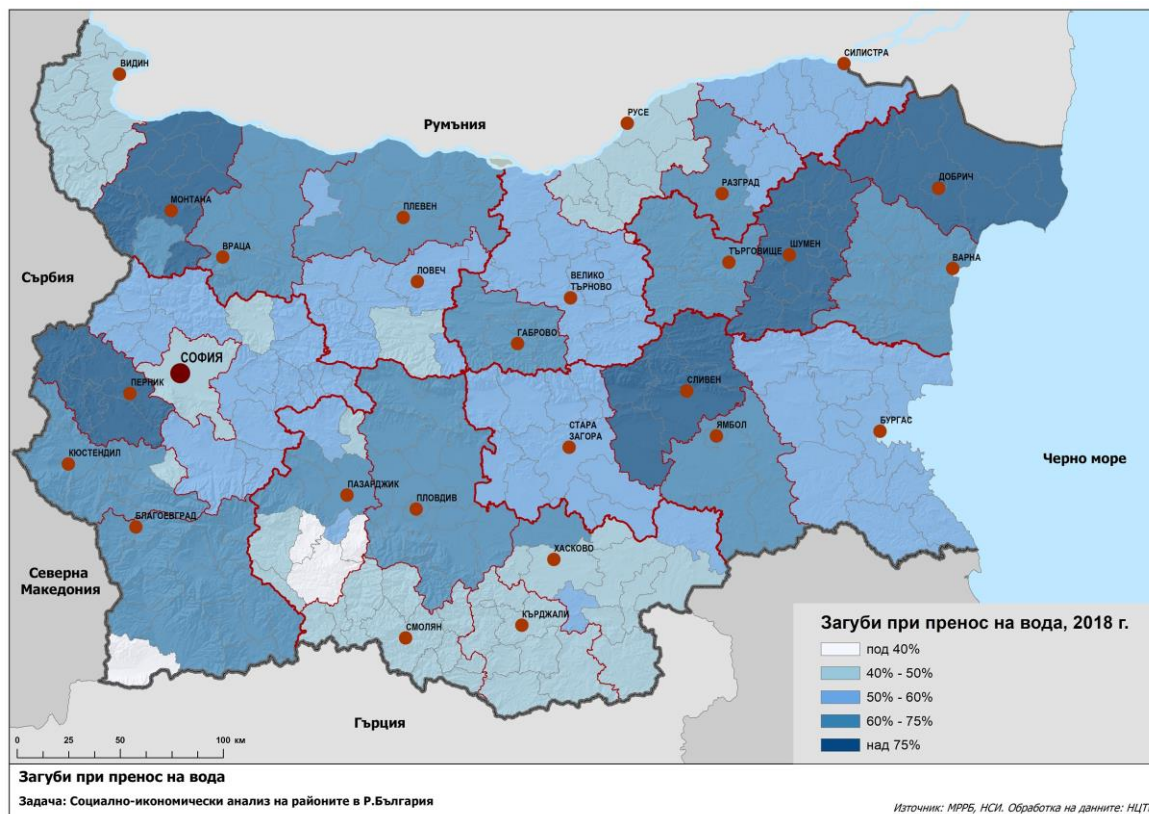 ВИДИН
СИЛИСТРА
РУСЕ
Румъния
ДОБРИЧ
РАЗГРАД
МОНТАНА
ПЛЕВЕН
ВРАЦА
ТЪРГОВИЩЕ
ШУМЕН
ВАРНА
Сърбия
ЛОВЕЧ
ВЕЛИКО
ТЪРНОВО
ГАБРОВО
СОФИЯ
ПЕРНИК
СЛИВЕН
СТАРА
ЗАГОРА
ЯМБОЛ
БУРГАС
Черно море
КЮСТЕНДИЛ
ПАЗАРДЖИК
ПЛОВДИВ
БЛАГОЕВГРАД
ХАСКОВО
Северна
Македония
СМОЛЯН
КЪРДЖАЛИ
Гърция
Загуби при пренос на вода, 2018 г.
под 40%
40% - 50%
50% - 60%
60% - 75%
над 75%
0 25 50 100 км
Загуби при пренос на вода
Задача: Социално-икономически анализ на районите в Р.България
Източник: МРРБ, НСИ. Обработка на данните: